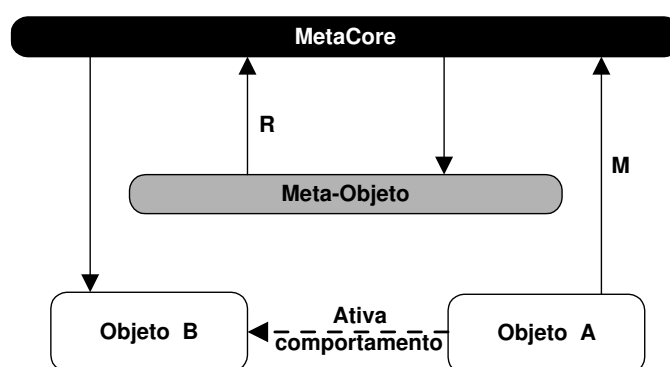 MetaCore
R
M
Meta-Objeto
Ativa
comportamento
Objeto B
Objeto A